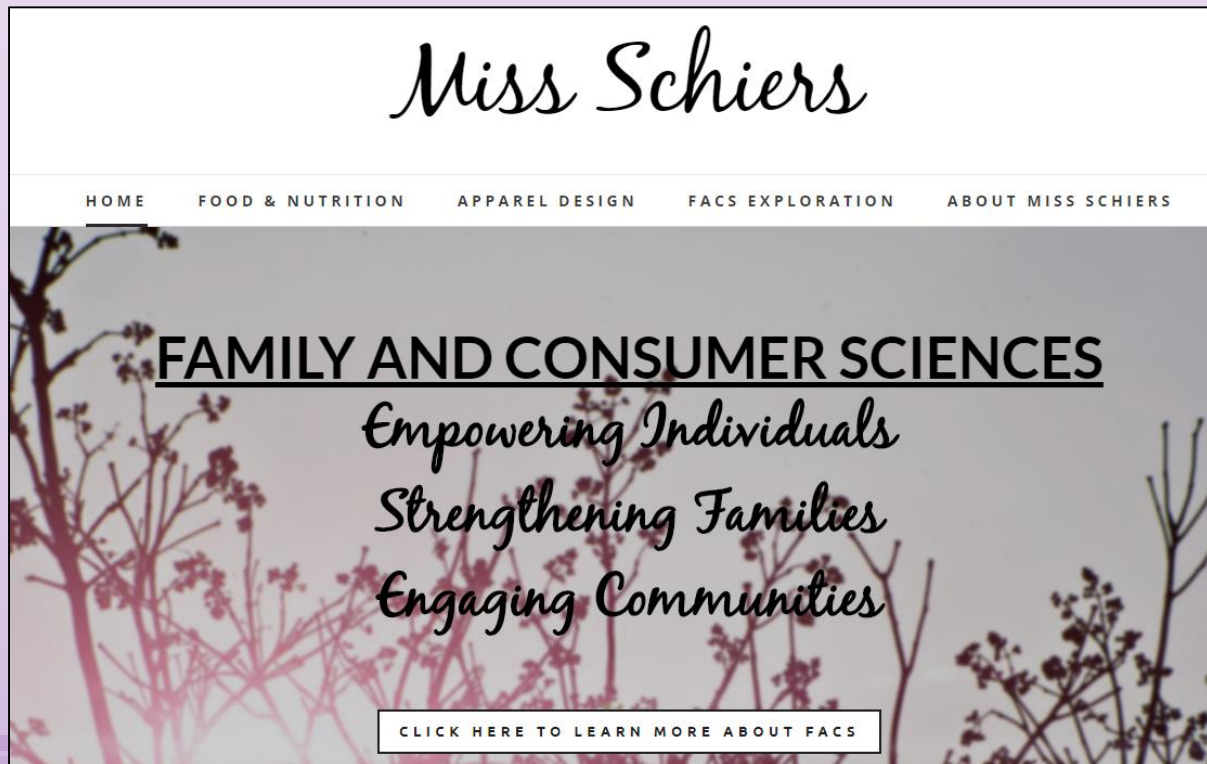 Miss Schiers
HOME FOOD & NUTRITION APPAREL DESIGN FACS EXPLORATION ABOUT MISS SCHIERS
FAMILY AND CONSUMER SCIENCES
Empowering Individuals
Strengthening Families
Engaging Communities
CLICK HERE TO LEARN MORE ABOUT FACS